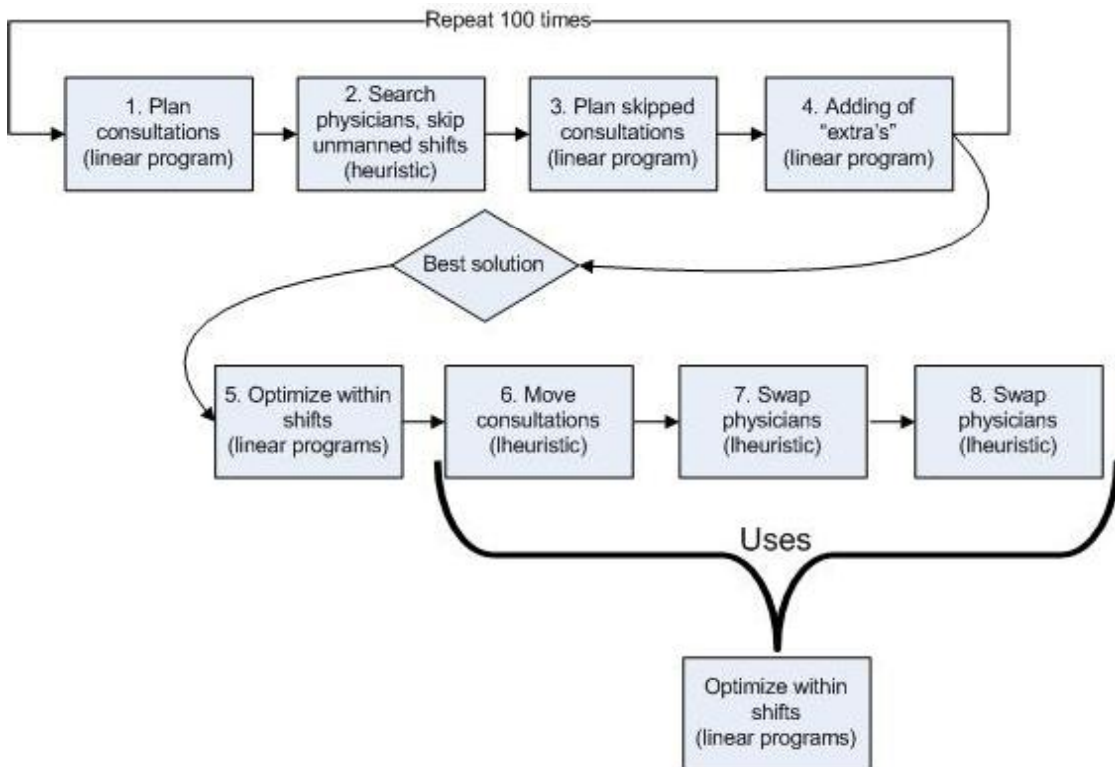 Repeat 100 times
1. Plan
consultations
(linear program)
2. Search
physicians, skip
unmanned shifts
(heuristic)
3. Plan skipped
consultations
(linear program)
4. Adding of
"extra's"
(linear program)
Best solution
5. Optimize within
shifts
(linear programs)
6. Move
consultations
(lheuristic)
7. Swap
physicians
(lheuristic)
8. Swap
physicians
(lheuristic)
Uses
Optimize within
shifts
(linear programs)